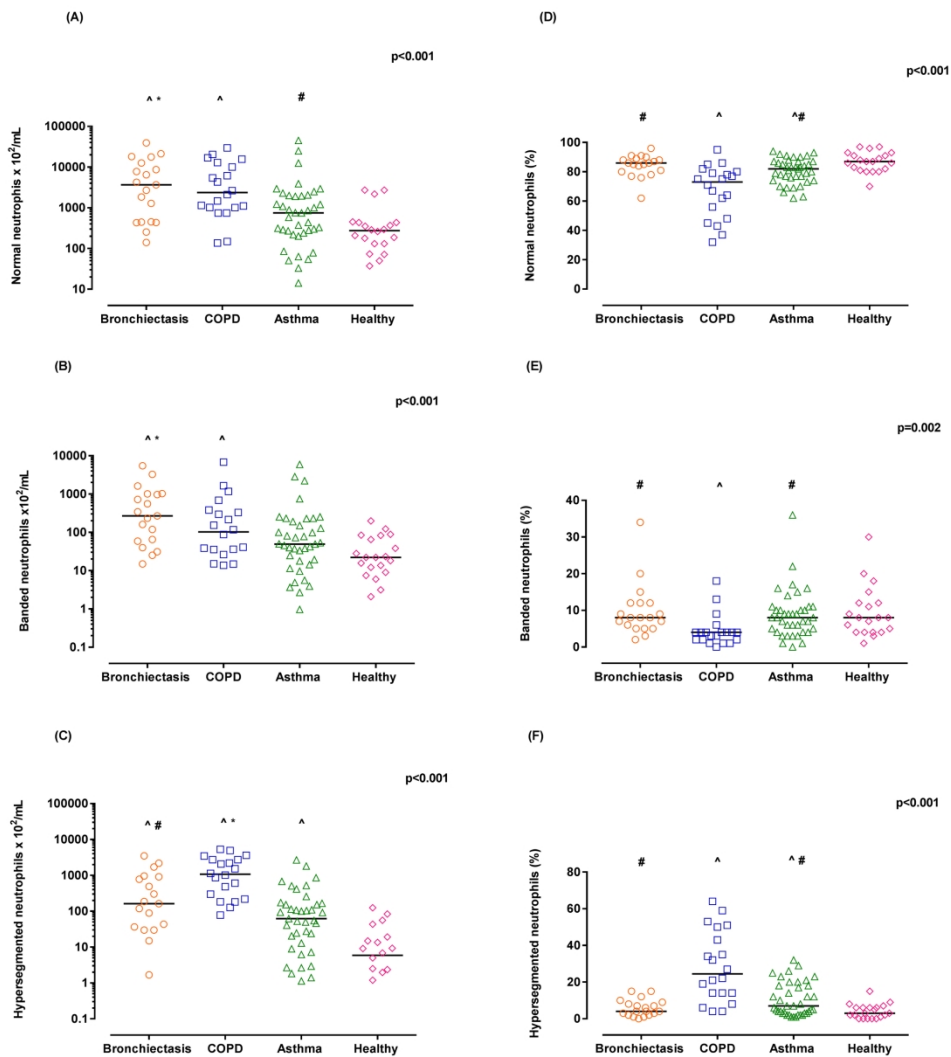 (A)
p<0.001
^ *
^
#
Normal neutrophils x 10²/mL
100000
10000
1000
100
10
Bronchiectasis
COPD
Asthma
Healthy
(D)
p<0.001
#
^
^#
Normal neutrophils (%)
100
80
60
40
20
0
Bronchiectasis
COPD
Asthma
Healthy
(B)
p<0.001
^ *
^
Banded neutrophils x10²/mL
10000
1000
100
10
1
0.1
Bronchiectasis
COPD
Asthma
Healthy
(E)
p=0.002
#
^
#
Banded neutrophils (%)
40
30
20
10
0
Bronchiectasis
COPD
Asthma
Healthy
(C)
p<0.001
^ #
^ *
^
Hypersegmented neutrophils x 10²/mL
100000
10000
1000
100
10
1
0.1
Bronchiectasis
COPD
Asthma
Healthy
(F)
p<0.001
#
^
^ #
Hypersegmented neutrophils (%)
80
60
40
20
0
Bronchiectasis
COPD
Asthma
Healthy